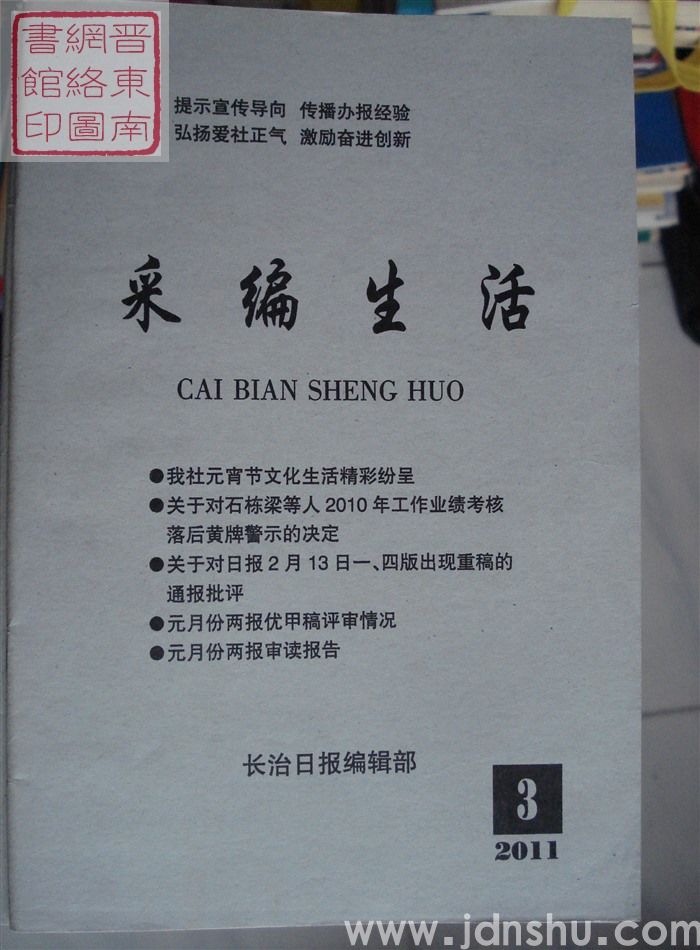 晋东南
網絡圖
書館印
提示宣传导向 传播办报经验
弘扬爱社正气 激励奋进创新
采编生活
CAI BIAN SHENG HUO
●我社元宵节文化生活精彩纷呈
●关于对石栋梁等人2010年工作业绩考核
落后黄牌警示的决定
●关于对日报2月13日一、四版出现重稿的
通报批评
●元月份两报优甲稿评审情况
●元月份两报审读报告
长治日报编辑部
3
2011
www.jdnshu.com